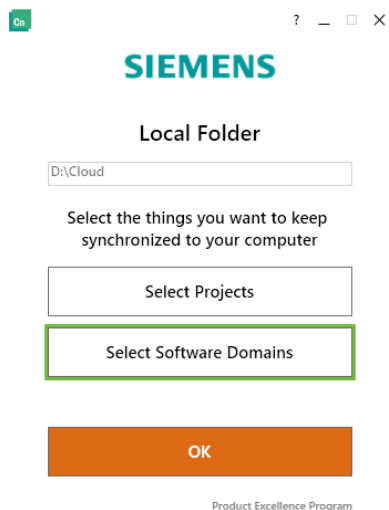 Cn
?
SIEMENS
Local Folder
D:\Cloud
Select the things you want to keep
synchronized to your computer
Select Projects
Select Software Domains
OK
Product Excellence Program